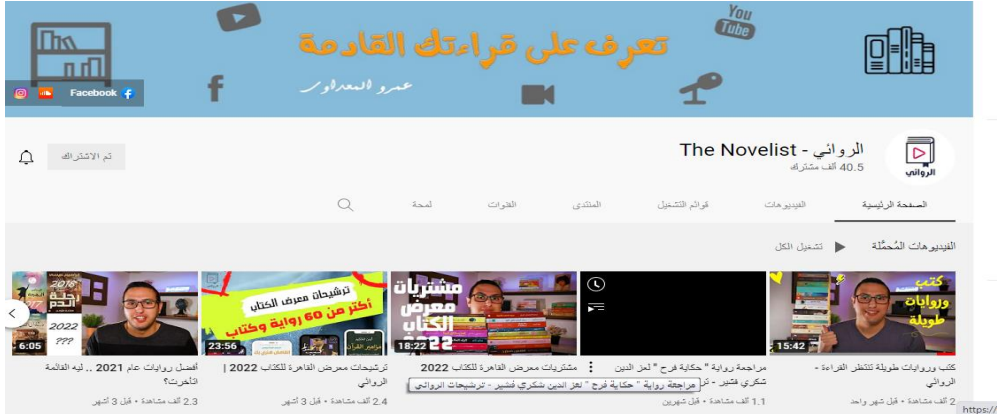 You
Tube
تعرف على قراءتك القادمة
عمرو المعداوي
Facebook
الروائي - The Novelist
40.5 ألف مشترك
الروائي
تم الاشتراك
الصفحة الرئيسية
الفيديوهات
قوائم التشغيل
المنتدى
القنوات
لمحة
الفيديوهات المُحمَّلة
تشغيل الكل
كتب
وروايات
طويلة
15:42
كتب وروايات طويلة تنتظر القراءة -
الروائي
2 ألف مشاهدة • قبل شهر واحد
مراجعة رواية " حكاية فرح " لعز الدين
شكري فشير - تر
1.1 ألف مشاهدة • قبل شهرين
مراجعة رواية " حكاية فرح " لعز الدين شكري فشير - ترشيحات الروائي
مشتريات
معرض
الكتاب
2022
18:22
مشتريات معرض القاهرة للكتاب 2022
ترشيحات معرض الكتاب
أكثر من 60 رواية وكتاب
23:56
ترشيحات معرض القاهرة للكتاب 2022 |
الروائي
2.4 ألف مشاهدة • قبل 3 أشهر
2016
رحلة
الدم
2022
???
6:05
أفضل روايات عام 2021 .. ليه القائمة
اتأخرت؟
2.3 ألف مشاهدة • قبل 3 أشهر
https://